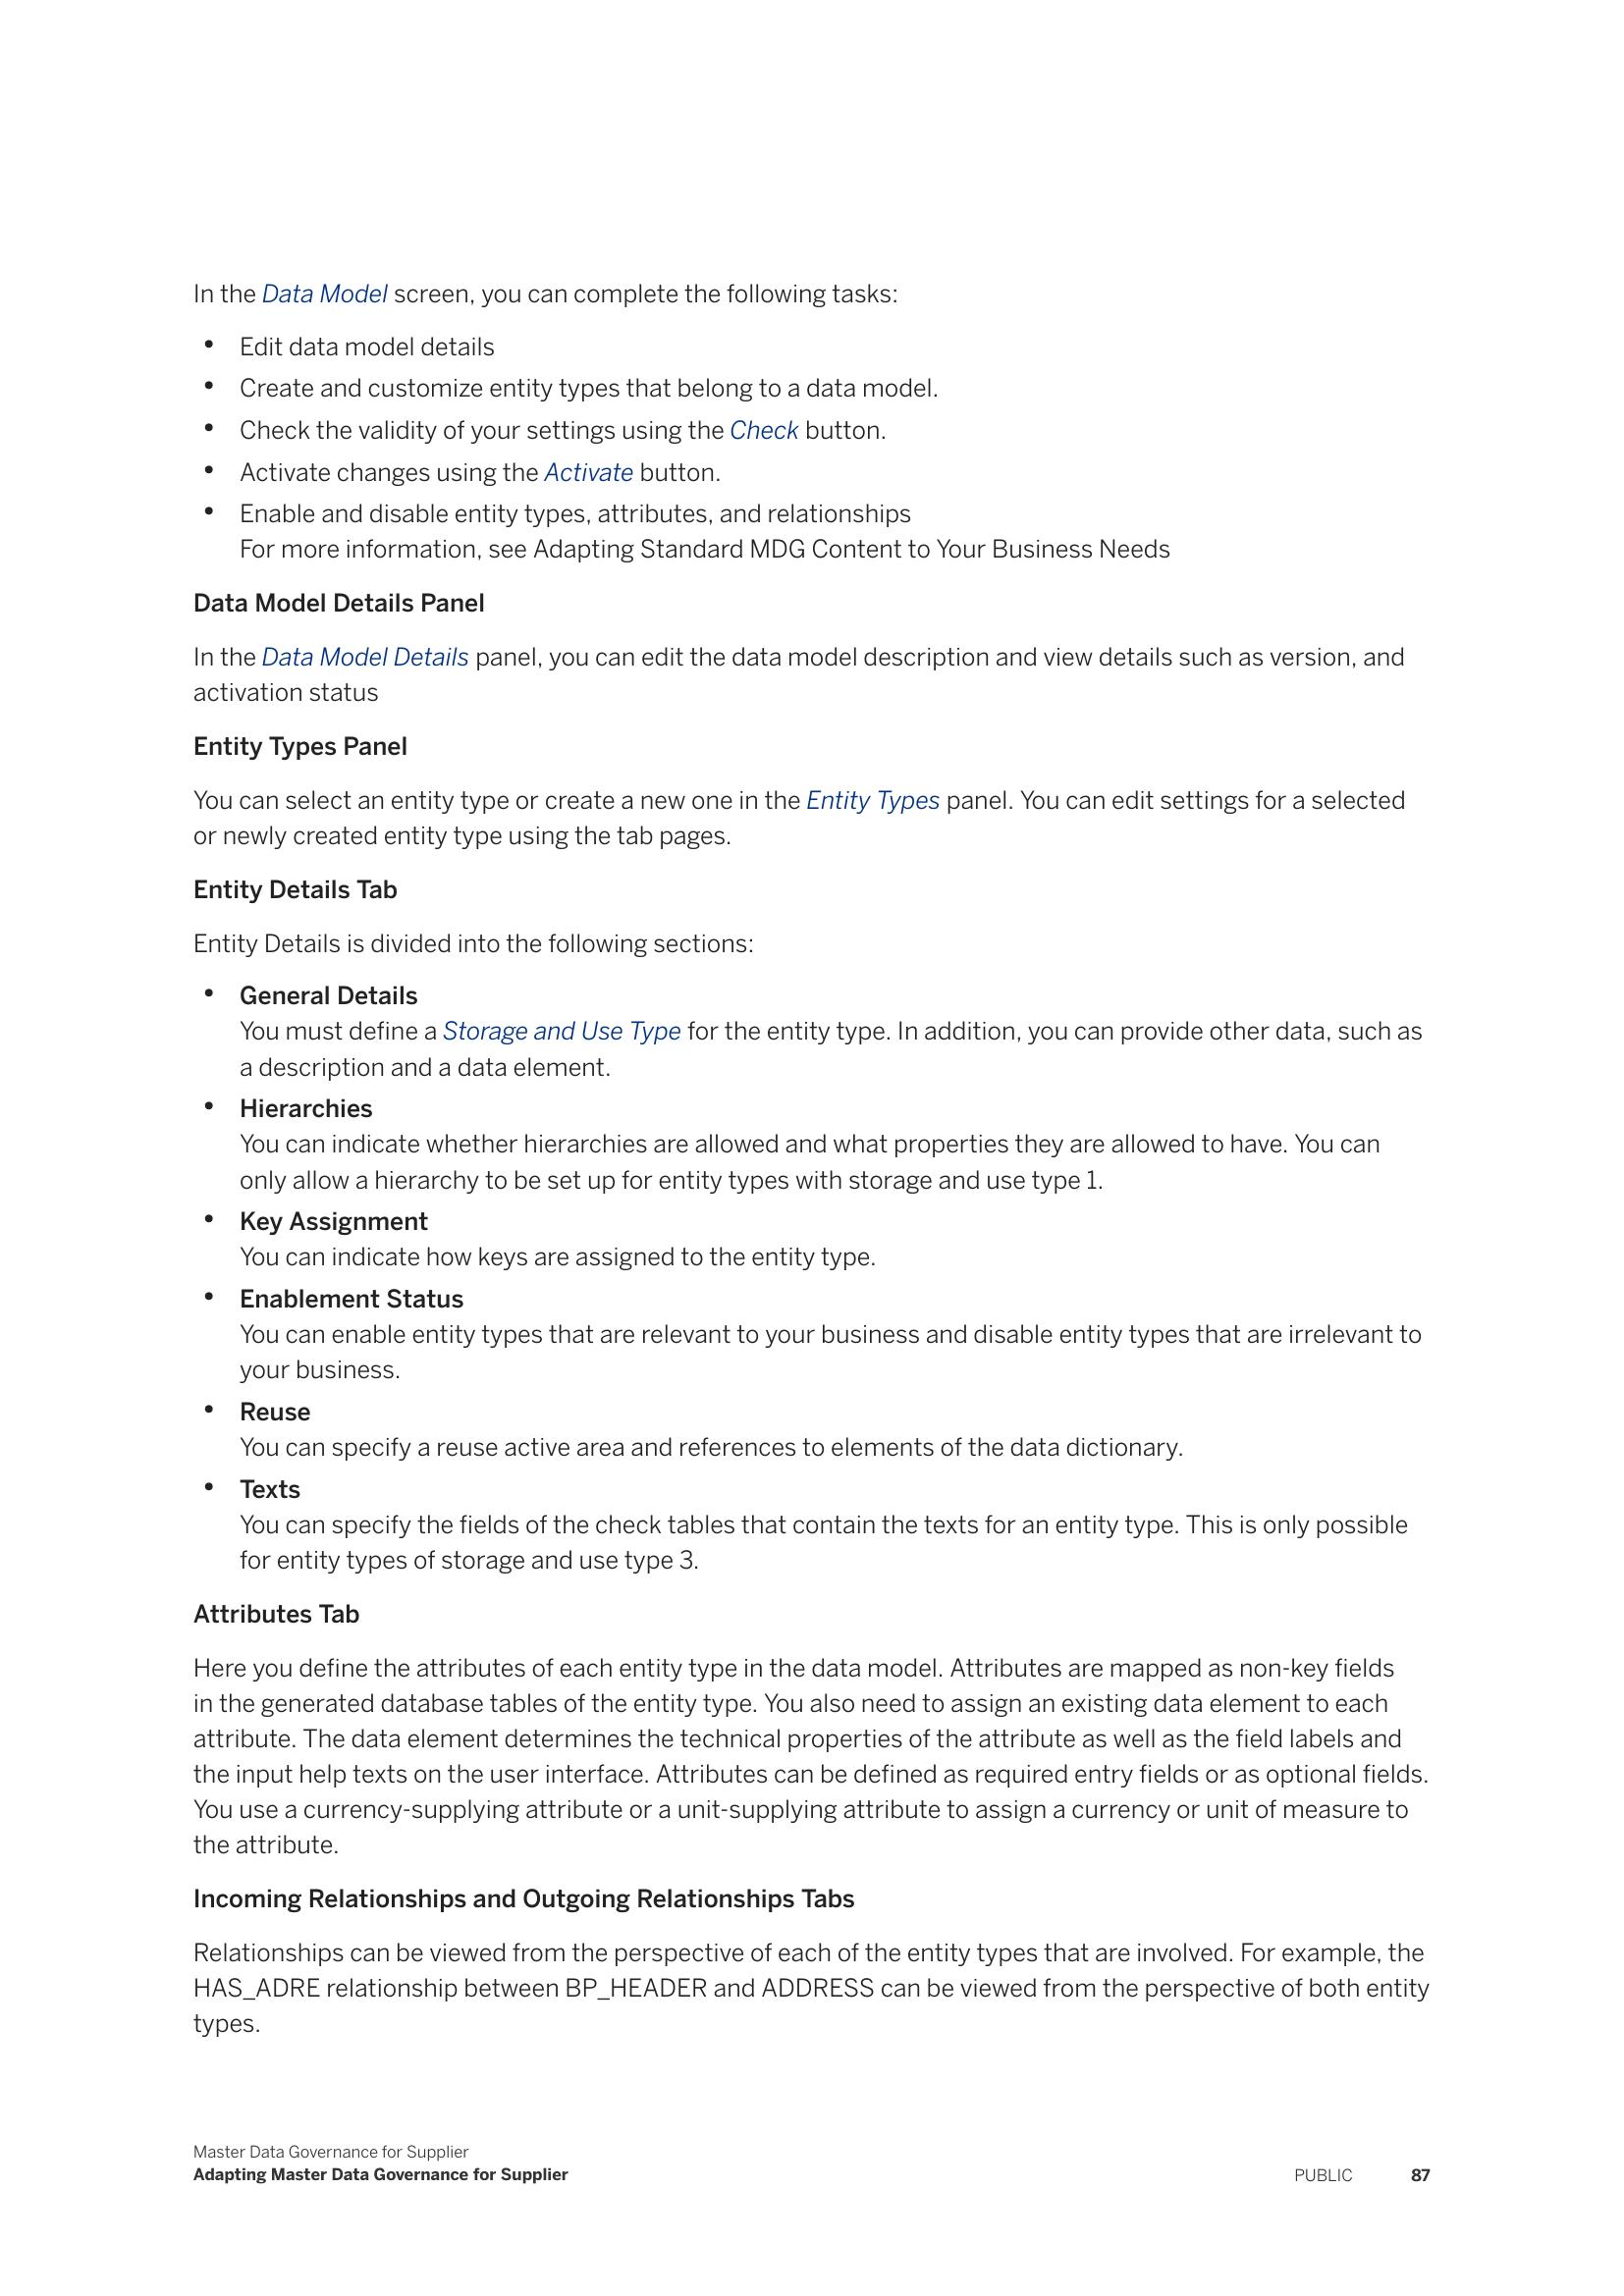 In the Data Model screen, you can complete the following tasks:
• Edit data model details
• Create and customize entity types that belong to a data model.
• Check the validity of your settings using the Check button.
• Activate changes using the Activate button.
• Enable and disable entity types, attributes, and relationships
For more information, see Adapting Standard MDG Content to Your Business Needs
Data Model Details Panel
In the Data Model Details panel, you can edit the data model description and view details such as version, and
activation status
Entity Types Panel
You can select an entity type or create a new one in the Entity Types panel. You can edit settings for a selected
or newly created entity type using the tab pages.
Entity Details Tab
Entity Details is divided into the following sections:
• General Details
You must define a Storage and Use Type for the entity type. In addition, you can provide other data, such as
a description and a data element.
• Hierarchies
You can indicate whether hierarchies are allowed and what properties they are allowed to have. You can
only allow a hierarchy to be set up for entity types with storage and use type 1.
• Key Assignment
You can indicate how keys are assigned to the entity type.
• Enablement Status
You can enable entity types that are relevant to your business and disable entity types that are irrelevant to
your business.
• Reuse
You can specify a reuse active area and references to elements of the data dictionary.
• Texts
You can specify the fields of the check tables that contain the texts for an entity type. This is only possible
for entity types of storage and use type 3.
Attributes Tab
Here you define the attributes of each entity type in the data model. Attributes are mapped as non-key fields
in the generated database tables of the entity type. You also need to assign an existing data element to each
attribute. The data element determines the technical properties of the attribute as well as the field labels and
the input help texts on the user interface. Attributes can be defined as required entry fields or as optional fields.
You use a currency-supplying attribute or a unit-supplying attribute to assign a currency or unit of measure to
the attribute.
Incoming Relationships and Outgoing Relationships Tabs
Relationships can be viewed from the perspective of each of the entity types that are involved. For example, the
HAS_ADRE relationship between BP_HEADER and ADDRESS can be viewed from the perspective of both entity
types.
Master Data Governance for Supplier
Adapting Master Data Governance for Supplier
PUBLIC 87